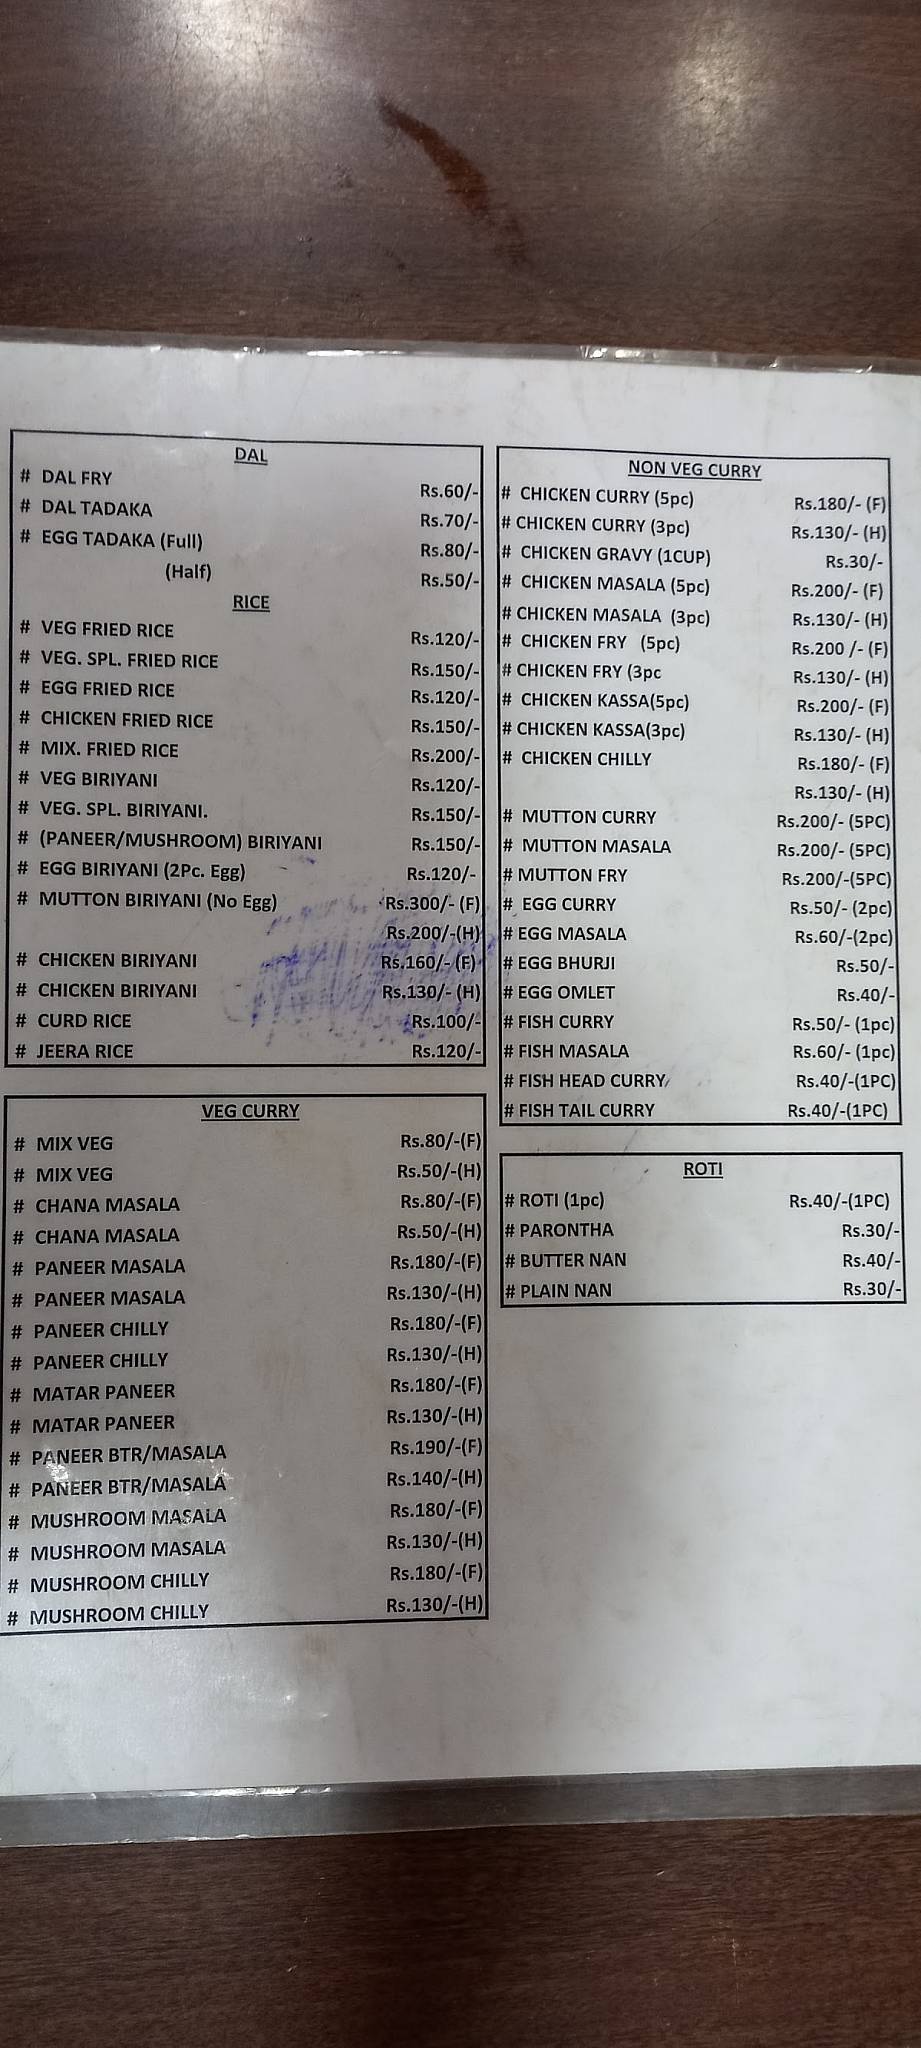 DAL
# DAL FRY Rs.60/-
# DAL TADAKA Rs.70/-
# EGG TADAKA (Full) Rs.80/-
(Half) Rs.50/-
RICE
# VEG FRIED RICE Rs.120/-
# VEG. SPL. FRIED RICE Rs.150/-
# EGG FRIED RICE Rs.120/-
# CHICKEN FRIED RICE Rs.150/-
# MIX. FRIED RICE Rs.200/-
# VEG BIRIYANI Rs.120/-
# VEG. SPL. BIRIYANI. Rs.150/-
# (PANEER/MUSHROOM) BIRIYANI Rs.150/-
# EGG BIRIYANI (2Pc. Egg) Rs.120/-
# MUTTON BIRIYANI (No Egg) Rs.300/- (F)
Rs.200/-(H)
# CHICKEN BIRIYANI Rs.160/- (F)
# CHICKEN BIRIYANI Rs.130/- (H)
# CURD RICE Rs.100/-
# JEERA RICE Rs.120/-
VEG CURRY
# MIX VEG Rs.80/-(F)
# MIX VEG Rs.50/-(H)
# CHANA MASALA Rs.80/-(F)
# CHANA MASALA Rs.50/-(H)
# PANEER MASALA Rs.180/-(F)
# PANEER MASALA Rs.130/-(H)
# PANEER CHILLY Rs.180/-(F)
# PANEER CHILLY Rs.130/-(H)
# MATAR PANEER Rs.180/-(F)
# MATAR PANEER Rs.130/-(H)
# PANEER BTR/MASALA Rs.190/-(F)
# PANEER BTR/MASALA Rs.140/-(H)
# MUSHROOM MASALA Rs.180/-(F)
# MUSHROOM MASALA Rs.130/-(H)
# MUSHROOM CHILLY Rs.180/-(F)
# MUSHROOM CHILLY Rs.130/-(H)
NON VEG CURRY
# CHICKEN CURRY (5pc) Rs.180/- (F)
# CHICKEN CURRY (3pc) Rs.130/- (H)
# CHICKEN GRAVY (1CUP) Rs.30/-
# CHICKEN MASALA (5pc) Rs.200/- (F)
# CHICKEN MASALA (3pc) Rs.130/- (H)
# CHICKEN FRY (5pc) Rs.200 /- (F)
# CHICKEN FRY (3pc Rs.130/- (H)
# CHICKEN KASSA(5pc) Rs.200/- (F)
# CHICKEN KASSA(3pc) Rs.130/- (H)
# CHICKEN CHILLY Rs.180/- (F)
Rs.130/- (H)
# MUTTON CURRY Rs.200/- (5PC)
# MUTTON MASALA Rs.200/- (5PC)
# MUTTON FRY Rs.200/-(5PC)
# EGG CURRY Rs.50/- (2pc)
# EGG MASALA Rs.60/-(2pc)
# EGG BHURJI Rs.50/-
# EGG OMLET Rs.40/-
# FISH CURRY Rs.50/- (1pc)
# FISH MASALA Rs.60/- (1pc)
# FISH HEAD CURRY Rs.40/-(1PC)
# FISH TAIL CURRY Rs.40/-(1PC)
ROTI
# ROTI (1pc) Rs.40/-(1PC)
# PARONTHA Rs.30/-
# BUTTER NAN Rs.40/-
# PLAIN NAN Rs.30/-